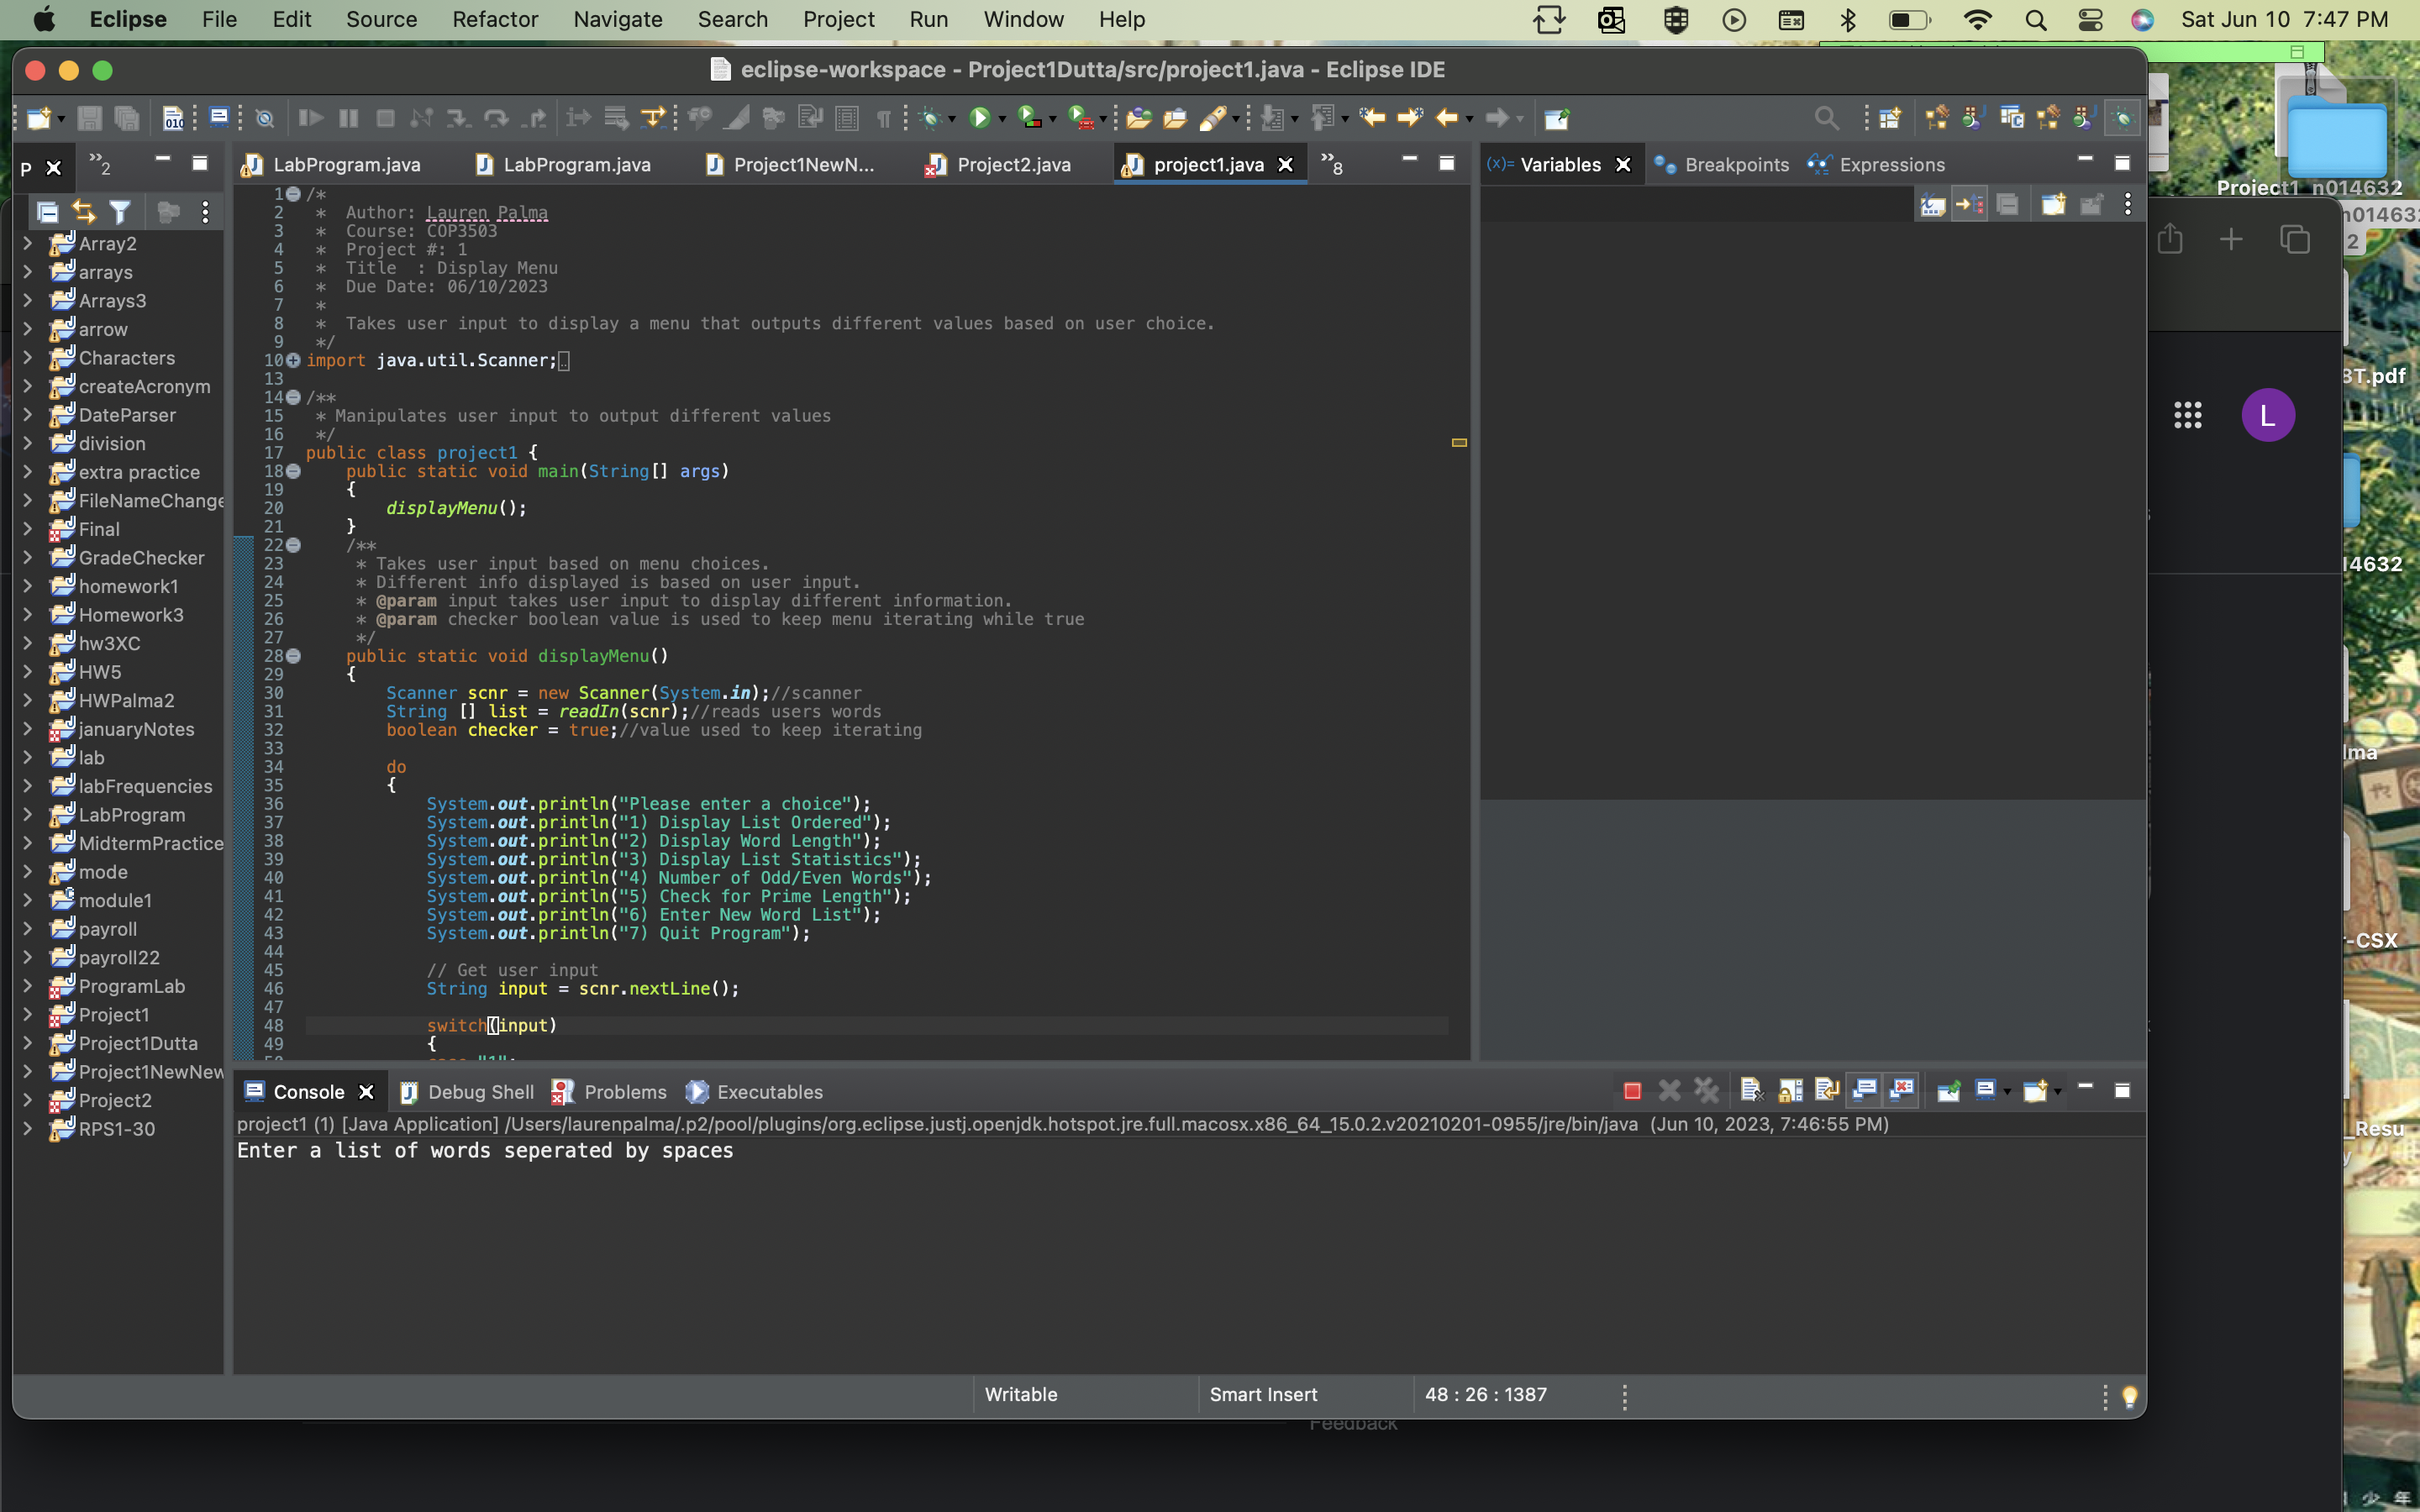 Eclipse File Edit Source Refactor Navigate Search Project Run Window Help Sat Jun 10 7:47 PM
eclipse-workspace - Project1Dutta/src/project1.java - Eclipse IDE
P
2
LabProgram.java
LabProgram.java
Project1NewN...
Project2.java
project1.java
8
(x)= Variables
Breakpoints
Expressions
Array2
arrays
Arrays3
arrow
Characters
createAcronym
DateParser
division
extra practice
FileNameChange
Final
GradeChecker
homework1
Homework3
hw3XC
HW5
HWPalma2
januaryNotes
lab
labFrequencies
LabProgram
MidtermPractice
mode
module1
payroll
payroll22
ProgramLab
Project1
Project1Dutta
Project1NewNew
Project2
RPS1-30
1 /*
2 * Author: Lauren Palma
3 * Course: COP3503
4 * Project #: 1
5 * Title : Display Menu
6 * Due Date: 06/10/2023
7 *
8 * Takes user input to display a menu that outputs different values based on user choice.
9 */
10 import java.util.Scanner;
13
14 /**
15 * Manipulates user input to output different values
16 */
17 public class project1 {
18 public static void main(String[] args)
19 {
20 displayMenu();
21 }
22 /**
23 * Takes user input based on menu choices.
24 * Different info displayed is based on user input.
25 * @param input takes user input to display different information.
26 * @param checker boolean value is used to keep menu iterating while true
27 */
28 public static void displayMenu()
29 {
30 Scanner scnr = new Scanner(System.in);//scanner
31 String [] list = readIn(scnr);//reads users words
32 boolean checker = true;//value used to keep iterating
33
34 do
35 {
36 System.out.println("Please enter a choice");
37 System.out.println("1) Display List Ordered");
38 System.out.println("2) Display Word Length");
39 System.out.println("3) Display List Statistics");
40 System.out.println("4) Number of Odd/Even Words");
41 System.out.println("5) Check for Prime Length");
42 System.out.println("6) Enter New Word List");
43 System.out.println("7) Quit Program");
44
45 // Get user input
46 String input = scnr.nextLine();
47
48 switch(input)
49 {
Console
Debug Shell
Problems
Executables
project1 (1) [Java Application] /Users/laurenpalma/.p2/pool/plugins/org.eclipse.justj.openjdk.hotspot.jre.full.macosx.x86_64_15.0.2.v20210201-0955/jre/bin/java (Jun 10, 2023, 7:46:55 PM)
Enter a list of words seperated by spaces
Writable
Smart Insert
48 : 26 : 1387
Feedback
Project1_n014632
n01463
2
BT.pdf
L
14632
lma
-CSX
_Resu